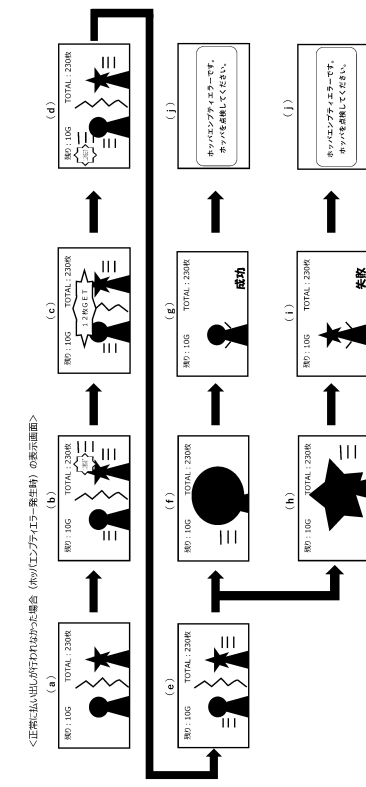 ＜正常に払い出しが行われなかった場合（ホッパエンプティエラー発生時）の表示画面＞
(a)
残り：10G TOTAL：230枚
(b)
残り：10G TOTAL：230枚
(c)
残り：10G TOTAL：230枚
12枚GET
(d)
残り：10G TOTAL：230枚
(e)
残り：10G TOTAL：230枚
(f)
残り：10G TOTAL：230枚
(g)
残り：10G TOTAL：230枚
成功
(j)
ホッパエンプティエラーです。
ホッパを点検してください。
(h)
残り：10G TOTAL：230枚
(i)
残り：10G TOTAL：230枚
失敗
(j)
ホッパエンプティエラーです。
ホッパを点検してください。